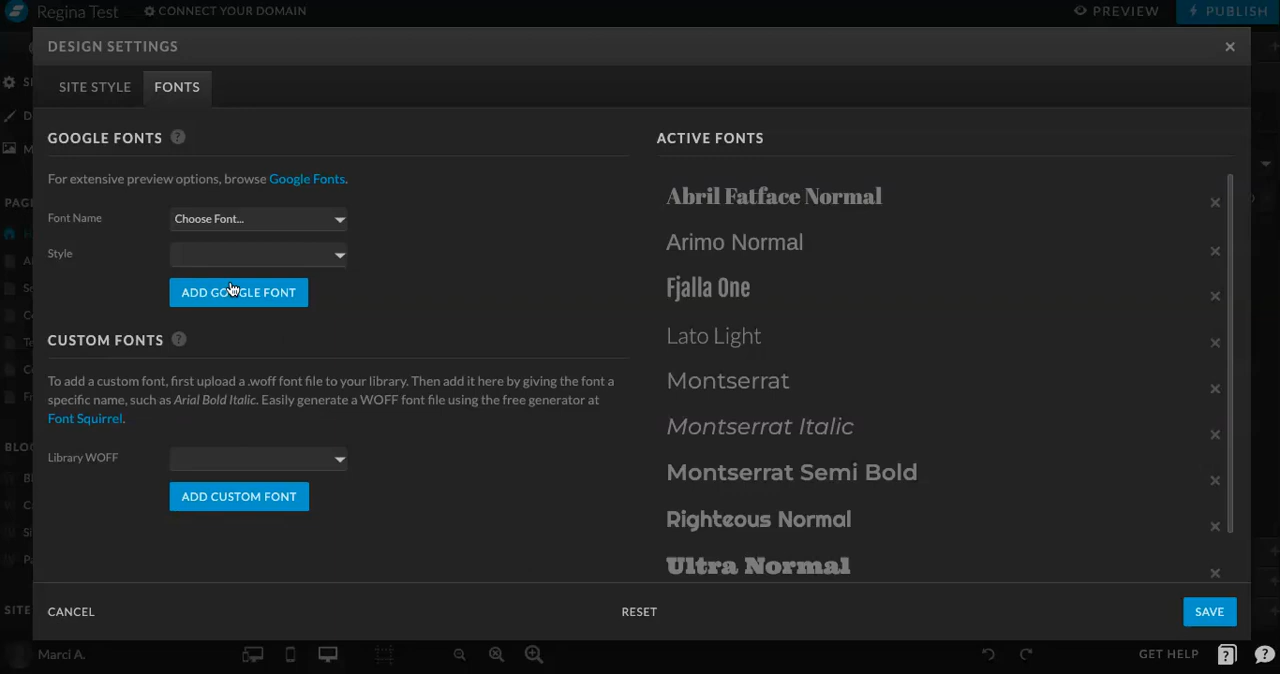 Regina Test
CONNECT YOUR DOMAIN
PREVIEW
PUBLISH
DESIGN SETTINGS
SITE STYLE
FONTS
GOOGLE FONTS ?
ACTIVE FONTS
For extensive preview options, browse Google Fonts.
Font Name
Choose Font...
Style
ADD GOOGLE FONT
CUSTOM FONTS ?
To add a custom font, first upload a .woff font file to your library. Then add it here by giving the font a
specific name, such as Arial Bold Italic. Easily generate a WOFF font file using the free generator at
Font Squirrel.
Library WOFF
ADD CUSTOM FONT
Abril Fatface Normal
Arimo Normal
Fjalla One
Lato Light
Montserrat
Montserrat Italic
Montserrat Semi Bold
Righteous Normal
Ultra Normal
CANCEL
RESET
SAVE
SITE
Marci A.
GET HELP